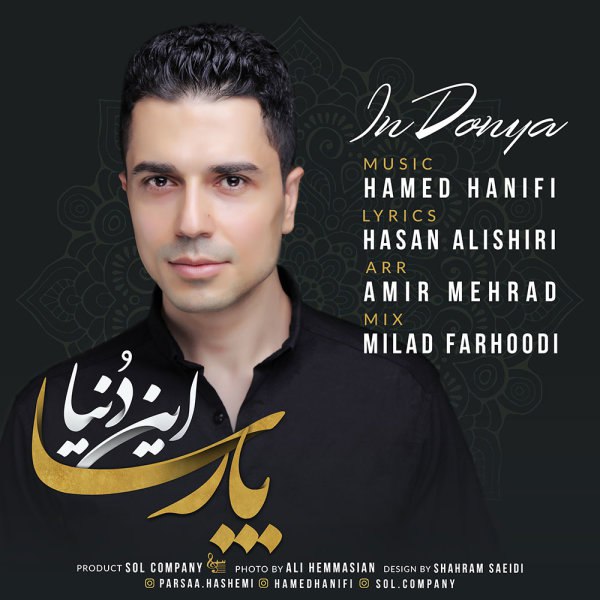 In Donya
MUSIC
HAMED HANIFI
LYRICS
HASAN ALISHIRI
ARR
AMIR MEHRAD
MIX
MILAD FARHOODI
این دُنیا
پارسا
PRODUCT SOL COMPANY PHOTO BY ALI HEMMASIAN DESIGN BY SHAHRAM SAEIDI
PARSAA.HASHEMI HAMEDHANIFI SOL.COMPANY